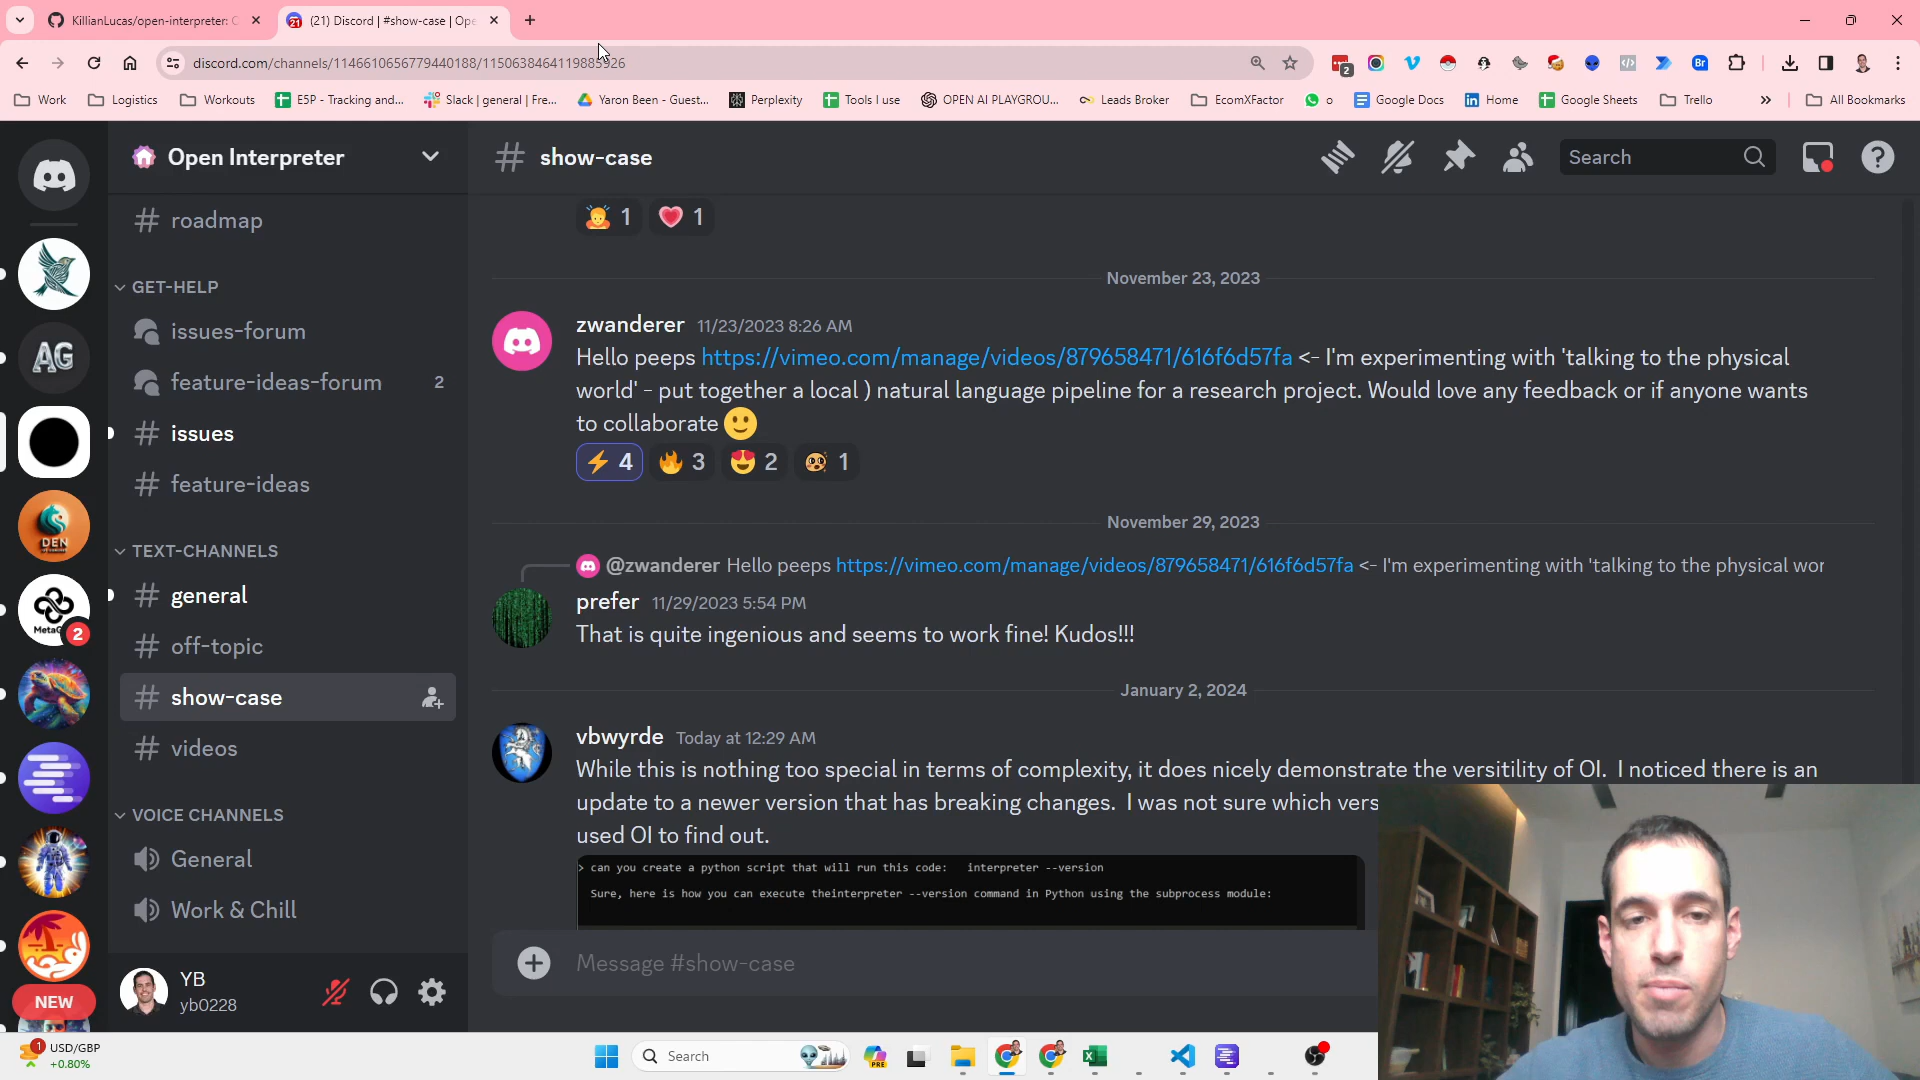 KillianLucas/open-interpreter: C
(21) Discord | #show-case | Ope
discord.com/channels/1146610656779440188/1150638464119885926
2
Br
Work
Logistics
Workouts
E5P - Tracking and...
Slack | general | Fre...
Yaron Been - Guest...
Perplexity
Tools I use
OPEN AI PLAYGROU...
Leads Broker
EcomXFactor
o
Google Docs
Home
Google Sheets
Trello
»
All Bookmarks
Open Interpreter
# show-case
Search
# roadmap
GET-HELP
issues-forum
feature-ideas-forum 2
# issues
# feature-ideas
TEXT-CHANNELS
# general
# off-topic
# show-case
# videos
VOICE CHANNELS
General
Work & Chill
AG
DEN
MetaG
2
NEW
YB
yb0228
1
1
November 23, 2023
zwanderer 11/23/2023 8:26 AM
Hello peeps https://vimeo.com/manage/videos/879658471/616f6d57fa <- I'm experimenting with 'talking to the physical
world' - put together a local ) natural language pipeline for a research project. Would love any feedback or if anyone wants
to collaborate
4 3 2 1
November 29, 2023
@zwanderer Hello peeps https://vimeo.com/manage/videos/879658471/616f6d57fa <- I'm experimenting with 'talking to the physical wor
prefer 11/29/2023 5:54 PM
That is quite ingenious and seems to work fine! Kudos!!!
January 2, 2024
vbwyrde Today at 12:29 AM
While this is nothing too special in terms of complexity, it does nicely demonstrate the versitility of OI. I noticed there is an
update to a newer version that has breaking changes. I was not sure which vers
used OI to find out.
> can you create a python script that will run this code: interpreter --version
Sure, here is how you can execute theinterpreter --version command in Python using the subprocess module:
Message #show-case
1
USD/GBP
+0.80%
Search
PRE